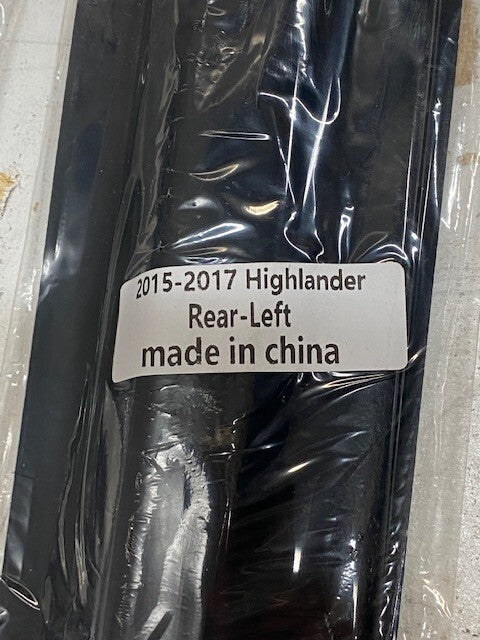 2015-2017 Highlander
Rear-Left
made in china